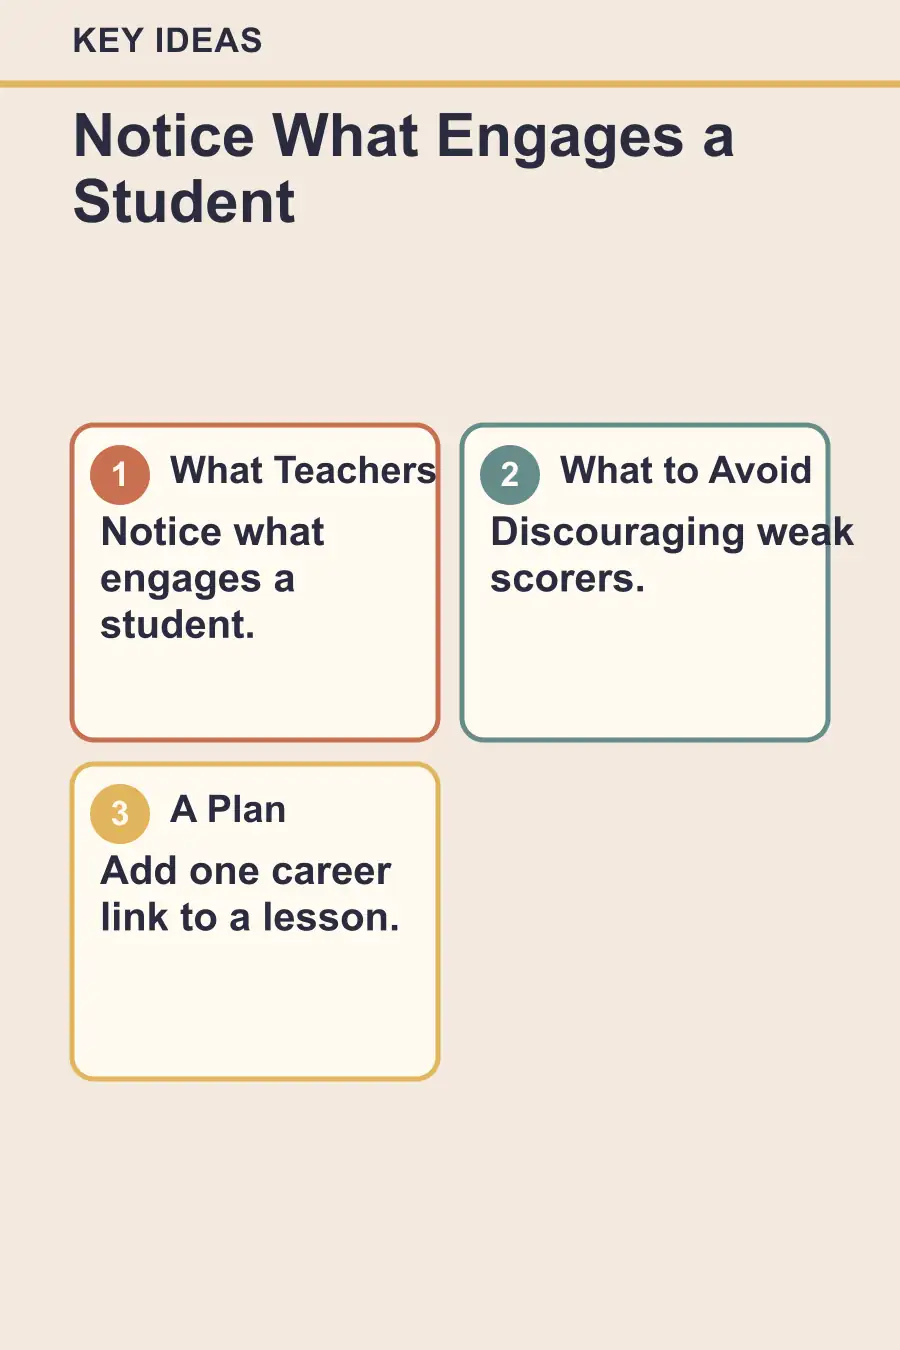 KEY IDEAS
Notice What Engages a
Student
1 What Teachers
Notice what
engages a
student.
2 What to Avoid
Discouraging weak
scorers.
3 A Plan
Add one career
link to a lesson.